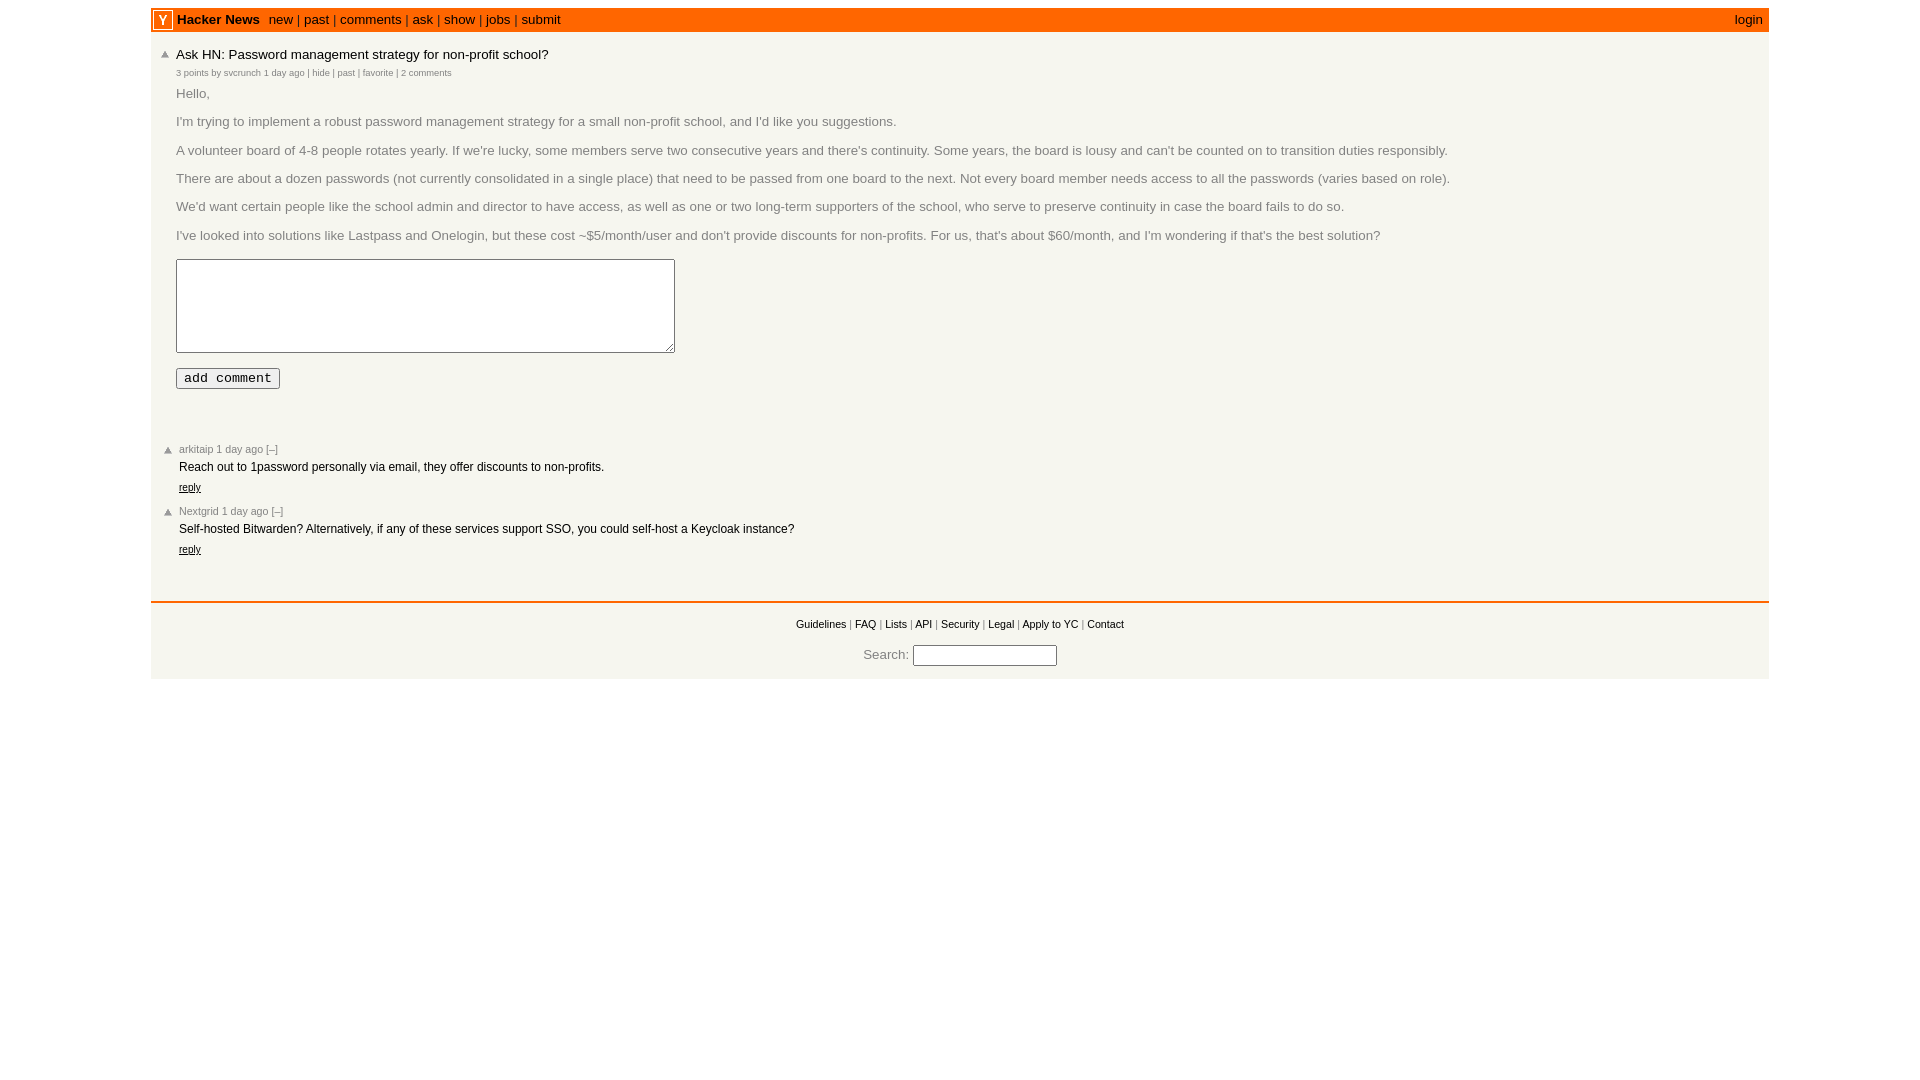 Y Hacker News new | past | comments | ask | show | jobs | submit login
Ask HN: Password management strategy for non-profit school?
3 points by svcrunch 1 day ago | hide | past | favorite | 2 comments
Hello,
I'm trying to implement a robust password management strategy for a small non-profit school, and I'd like you suggestions.
A volunteer board of 4-8 people rotates yearly. If we're lucky, some members serve two consecutive years and there's continuity. Some years, the board is lousy and can't be counted on to transition duties responsibly.
There are about a dozen passwords (not currently consolidated in a single place) that need to be passed from one board to the next. Not every board member needs access to all the passwords (varies based on role).
We'd want certain people like the school admin and director to have access, as well as one or two long-term supporters of the school, who serve to preserve continuity in case the board fails to do so.
I've looked into solutions like Lastpass and Onelogin, but these cost ~$5/month/user and don't provide discounts for non-profits. For us, that's about $60/month, and I'm wondering if that's the best solution?
add comment
arkitaip 1 day ago [–]
Reach out to 1password personally via email, they offer discounts to non-profits.
reply
Nextgrid 1 day ago [–]
Self-hosted Bitwarden? Alternatively, if any of these services support SSO, you could self-host a Keycloak instance?
reply
Guidelines | FAQ | Lists | API | Security | Legal | Apply to YC | Contact
Search: